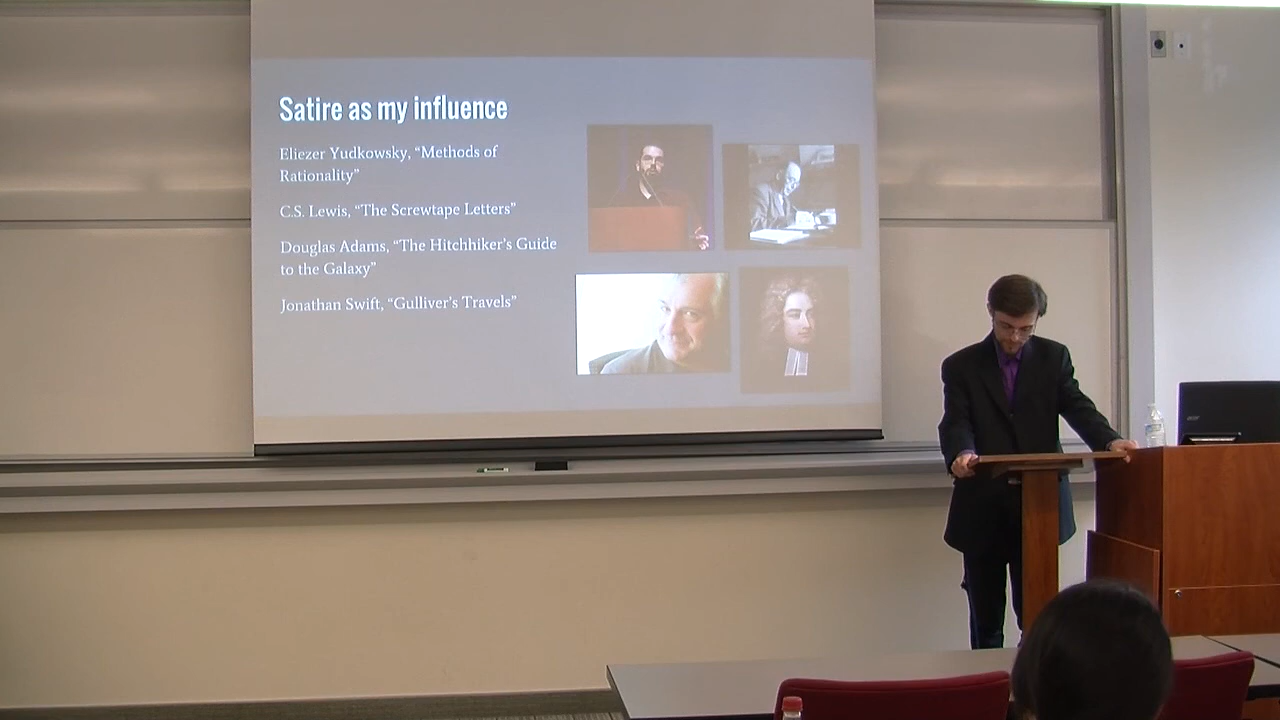 Satire as my influence
Eliezer Yudkowsky, “Methods of
Rationality”
C.S. Lewis, “The Screwtape Letters”
Douglas Adams, “The Hitchhiker’s Guide
to the Galaxy”
Jonathan Swift, “Gulliver’s Travels”
acer